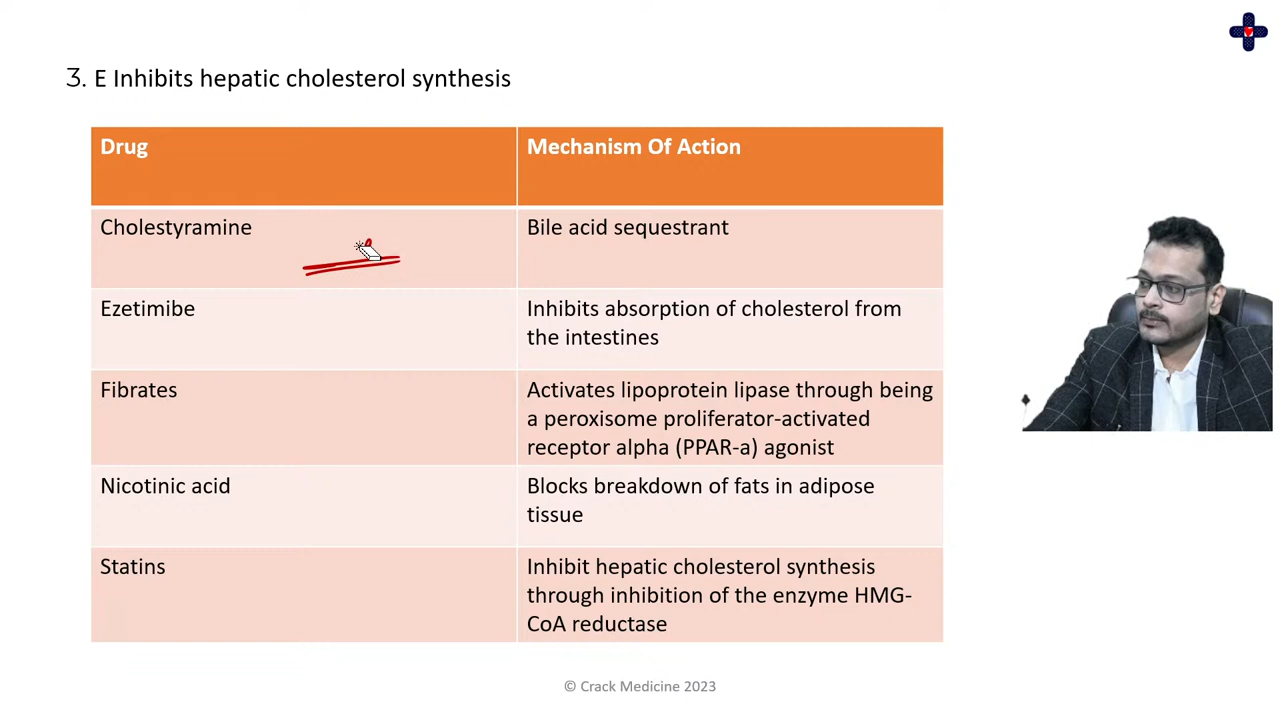 3. E Inhibits hepatic cholesterol synthesis
Drug
Mechanism Of Action
Cholestyramine
Bile acid sequestrant
Ezetimibe
Inhibits absorption of cholesterol from
the intestines
Fibrates
Activates lipoprotein lipase through being
a peroxisome proliferator-activated
receptor alpha (PPAR-a) agonist
Nicotinic acid
Blocks breakdown of fats in adipose
tissue
Statins
Inhibit hepatic cholesterol synthesis
through inhibition of the enzyme HMG-
CoA reductase
© Crack Medicine 2023